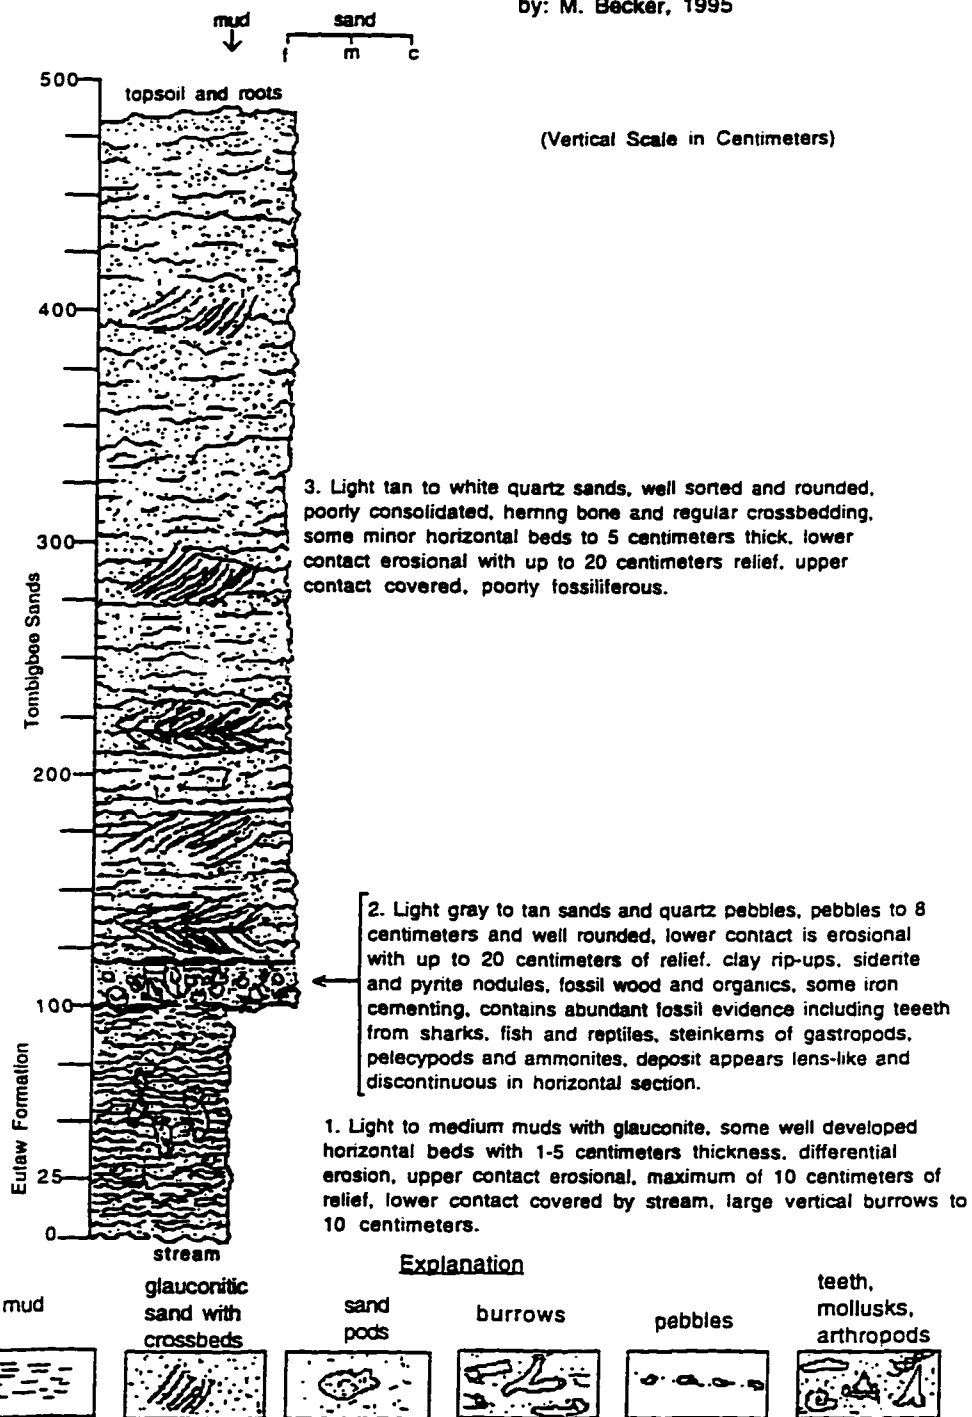 by: M. Becker, 1995
mud
sand
f m c
500
topsoil and roots
(Vertical Scale in Centimeters)
400
3. Light tan to white quartz sands, well sorted and rounded,
poorly consolidated, herring bone and regular crossbedding,
some minor horizontal beds to 5 centimeters thick, lower
contact erosional with up to 20 centimeters relief, upper
contact covered, poorly fossiliferous.
300
Tombigbee Sands
200
2. Light gray to tan sands and quartz pebbles, pebbles to 8
centimeters and well rounded, lower contact is erosional
with up to 20 centimeters of relief, clay rip-ups, siderite
and pyrite nodules, fossil wood and organics, some iron
cementing, contains abundant fossil evidence including teeeth
from sharks, fish and reptiles, steinkerns of gastropods,
pelecypods and ammonites, deposit appears lens-like and
discontinuous in horizontal section.
100
Eutaw Formation
1. Light to medium muds with glauconite, some well developed
horizontal beds with 1-5 centimeters thickness, differential
erosion, upper contact erosional, maximum of 10 centimeters of
relief, lower contact covered by stream, large vertical burrows to
10 centimeters.
25
0
stream
Explanation
mud
glauconitic
sand with
crossbeds
sand
pods
burrows
pebbles
teeth,
mollusks,
arthropods